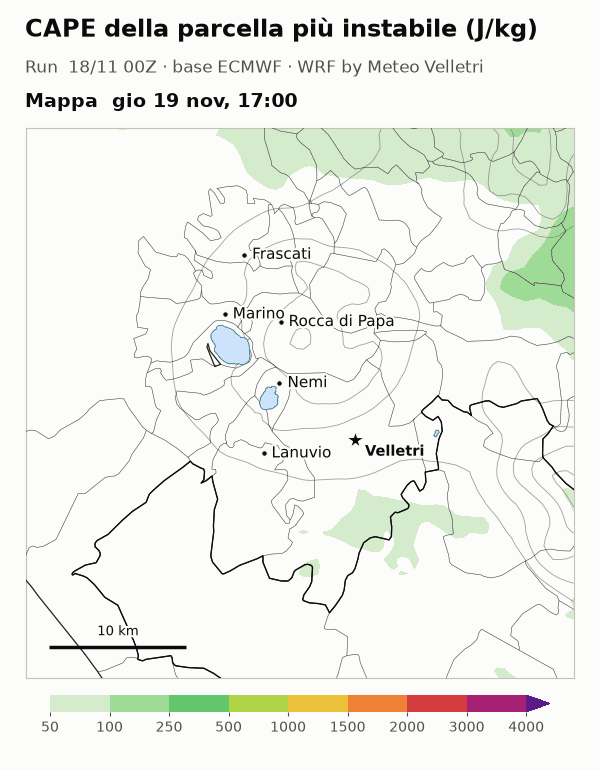 CAPE della parcella più instabile (J/kg)
Run  18/11 00Z · base ECMWF · WRF by Meteo Velletri
Mappa  gio 19 nov, 17:00
Frascati
Marino
Rocca di Papa
Nemi
Velletri
Lanuvio
10 km
50 100 250 500 1000 1500 2000 3000 4000